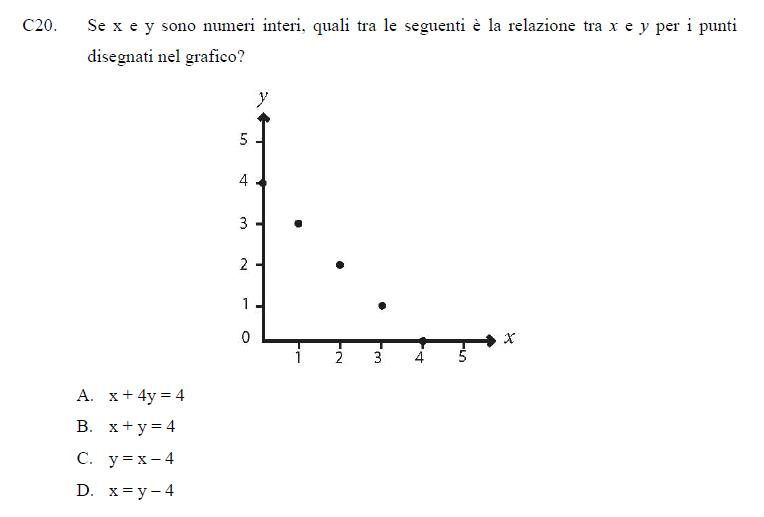 C20. Se x e y sono numeri interi, quali tra le seguenti è la relazione tra x e y per i punti
disegnati nel grafico?
y
5
4
3
2
1
0
x
1 2 3 4 5
A. x + 4y = 4
B. x + y = 4
C. y = x – 4
D. x = y – 4